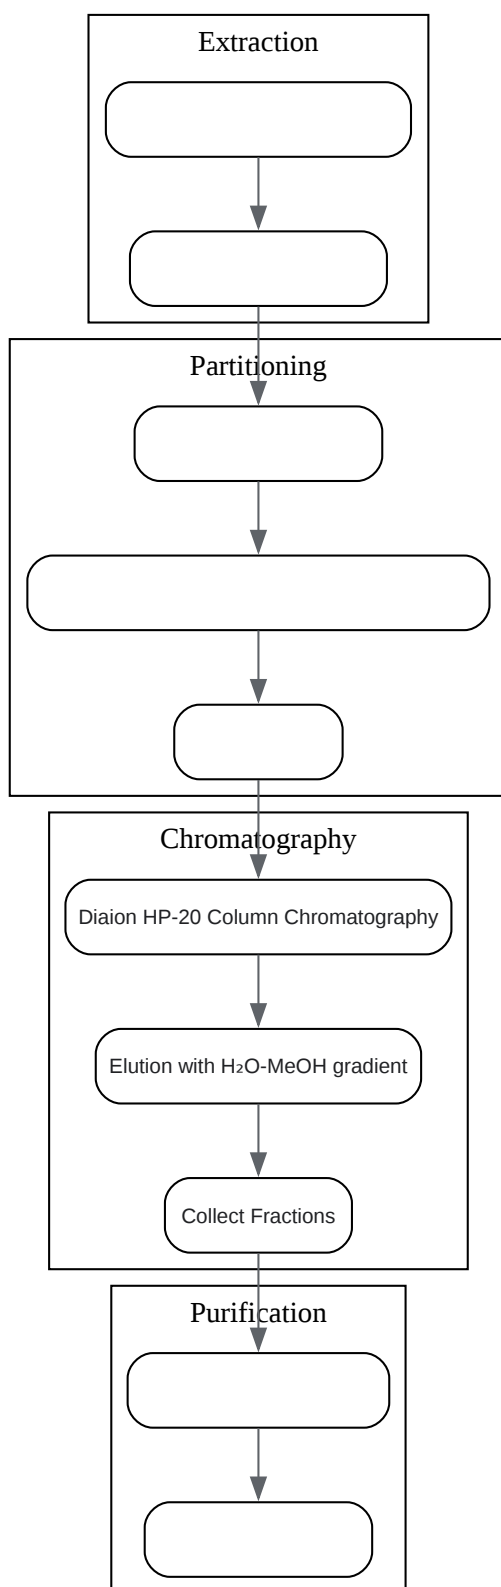 Extraction
Partitioning
Chromatography
Diaion HP-20 Column Chromatography
Elution with H₂O-MeOH gradient
Collect Fractions
Purification